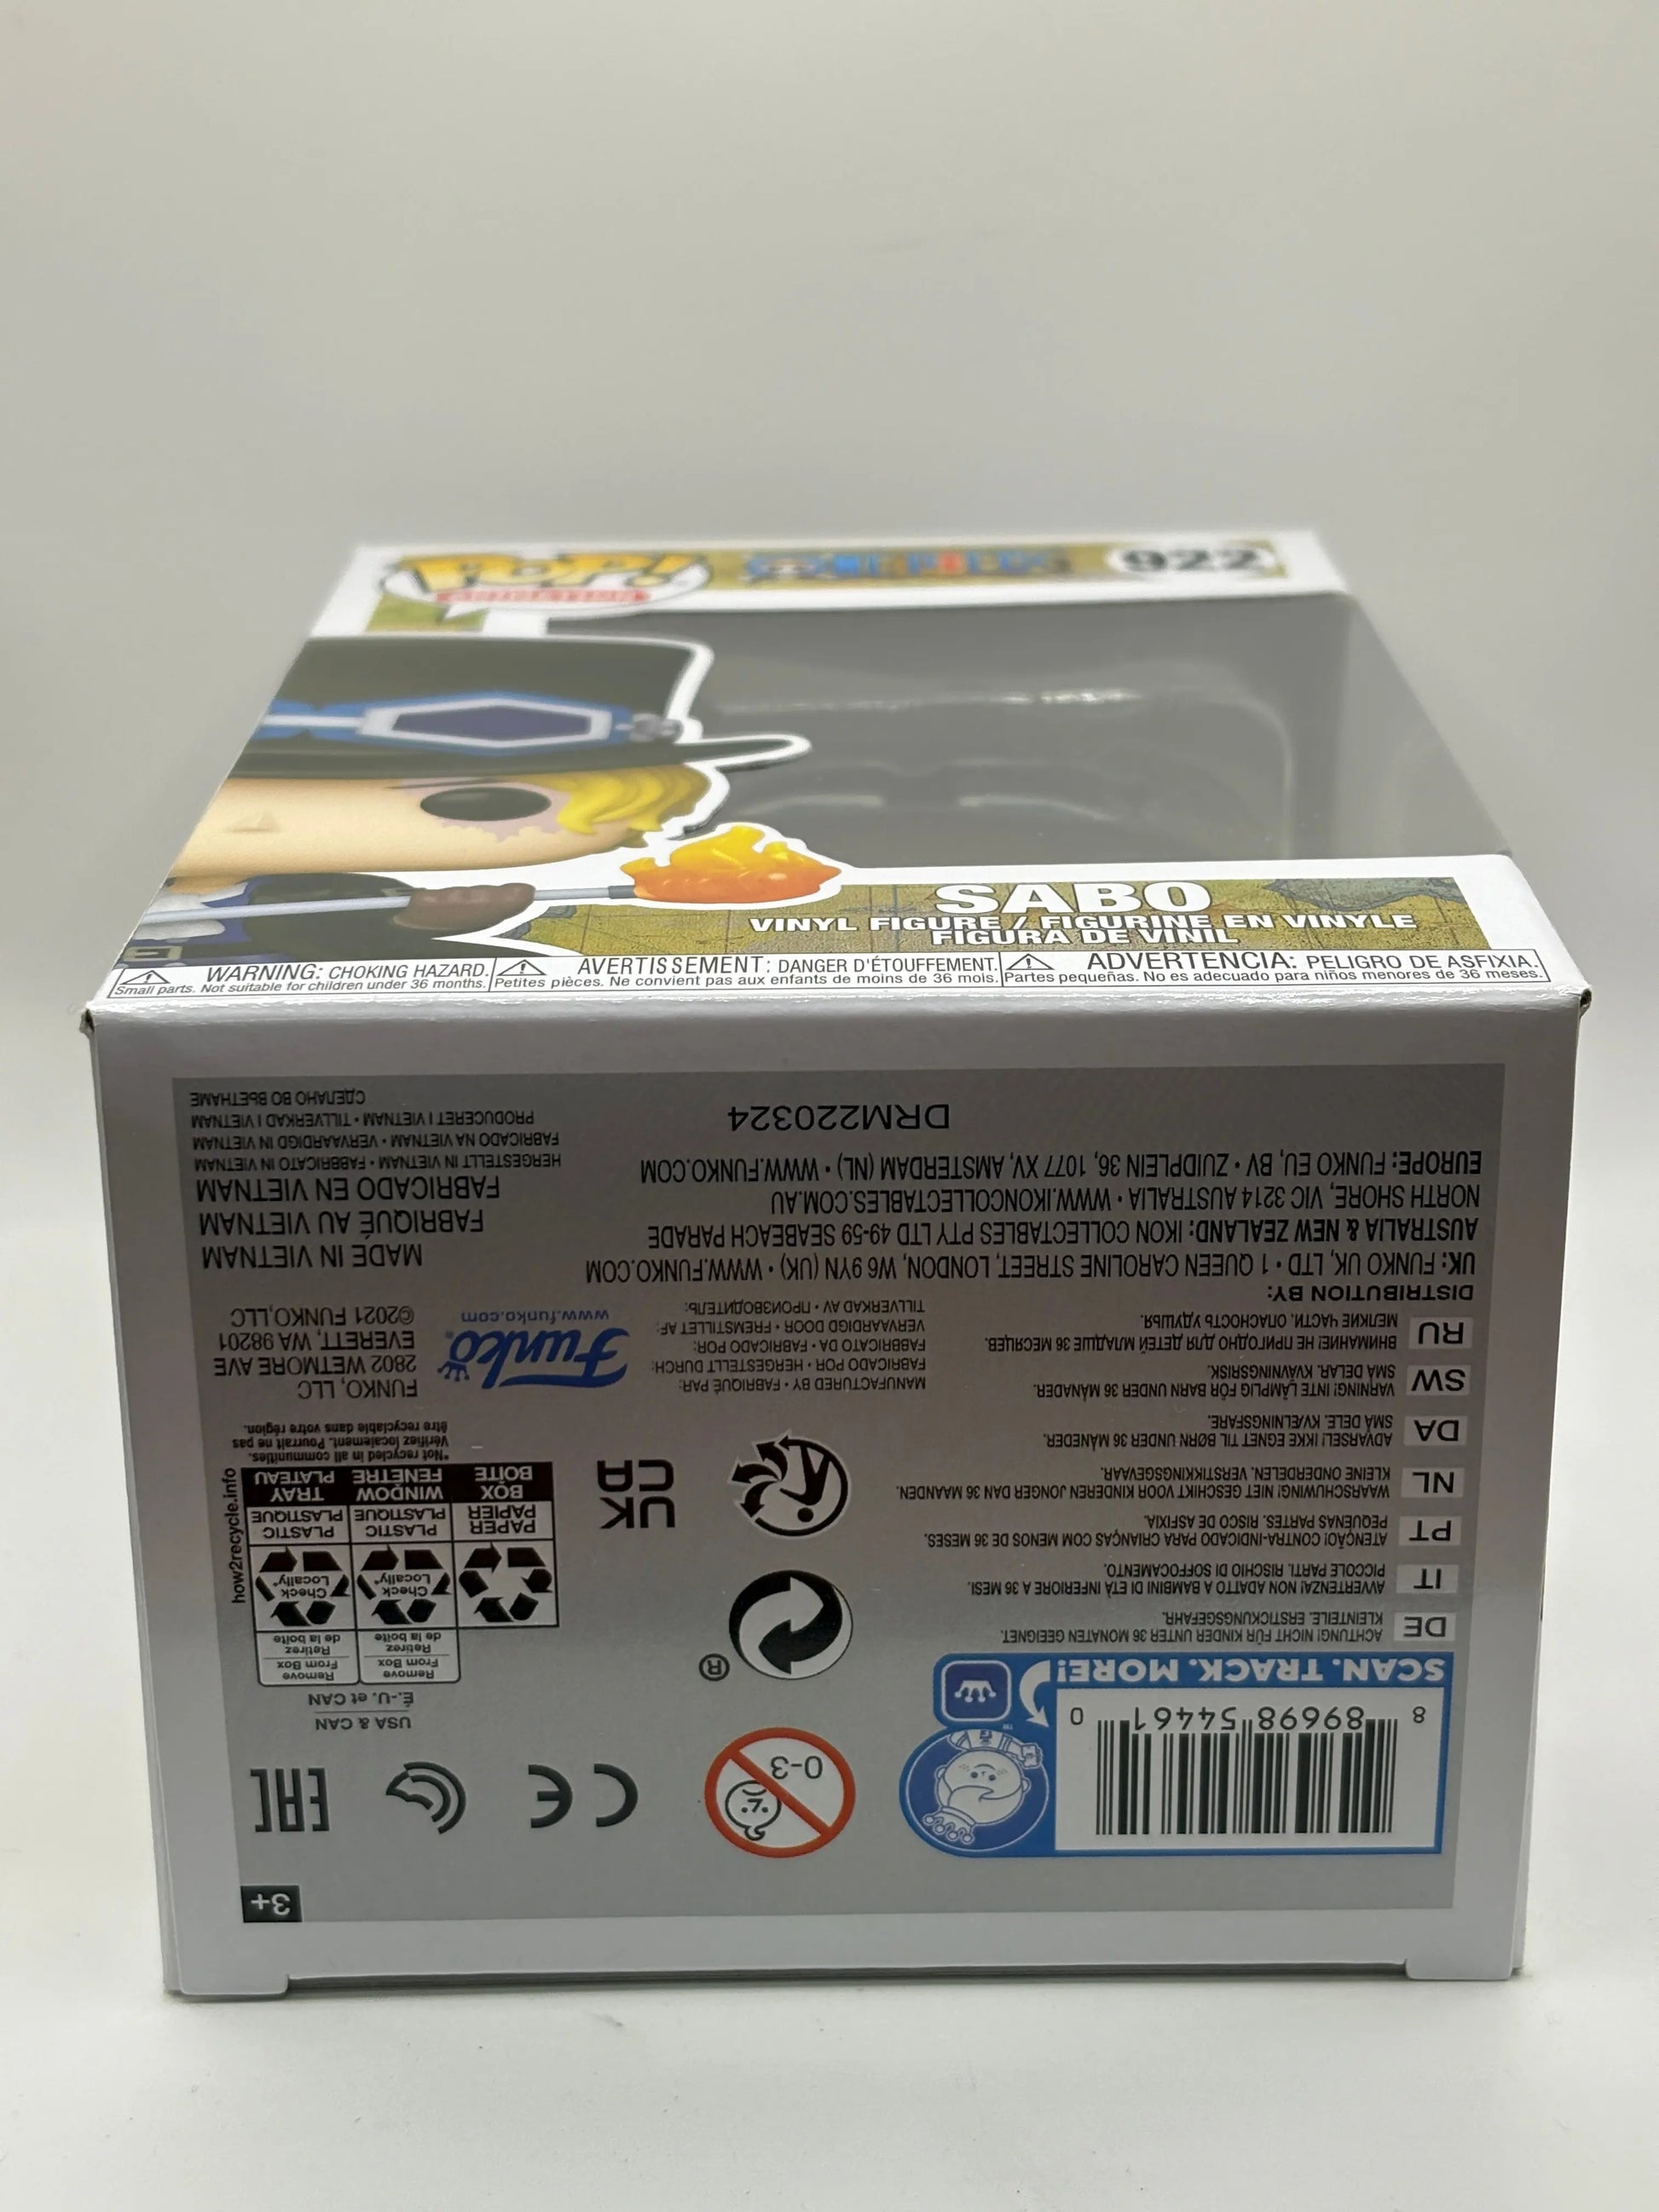 POP!
ANIMATION
ONE PIECE
922
SABO
VINYL FIGURE / FIGURINE EN VINYLE
FIGURA DE VINIL
WARNING: CHOKING HAZARD.
Small parts. Not suitable for children under 36 months.
AVERTISSEMENT: DANGER D'ÉTOUFFEMENT.
Petites pièces. Ne convient pas aux enfants de moins de 36 mois.
ADVERTENCIA: PELIGRO DE ASFIXIA.
Partes pequeñas. No es adecuado para niños menores de 36 meses.
3+
8 89698 54461 0
SCAN. TRACK. MORE!
TM
0-3
CE
EAC
USA & CAN
É.-U. et CAN
Remove
From Box
Retirez
de la boîte
Remove
From Box
Retirez
de la boîte
Check
Locally*
Check
Locally*
PAPER
PAPIER
BOX
BOÎTE
PLASTIC
PLASTIQUE
WINDOW
FENÊTRE
PLASTIC
PLASTIQUE
TRAY
PLATEAU
how2recycle.info
*Not recycled in all communities.
Vérifiez localement. Pourrait ne pas
être recyclable dans votre région.
®
UK
CA
DE ACHTUNG! NICHT FÜR KINDER UNTER 36 MONATEN GEEIGNET.
KLEINTEILE. ERSTICKUNGSGEFAHR.
IT AVVERTENZA! NON ADATTO A BAMBINI DI ETÀ INFERIORE A 36 MESI.
PICCOLE PARTI. RISCHIO DI SOFFOCAMENTO.
PT ATENÇÃO! CONTRA-INDICADO PARA CRIANÇAS COM MENOS DE 36 MESES.
PEQUENAS PARTES. RISCO DE ASFIXIA.
NL WAARSCHUWING! NIET GESCHIKT VOOR KINDEREN JONGER DAN 36 MAANDEN.
KLEINE ONDERDELEN. VERSTIKKINGSGEVAAR.
DA ADVARSEL! IKKE EGNET TIL BØRN UNDER 36 MÅNEDER.
SMÅ DELE. KVÆLNINGSFARE.
SW VARNING! INTE LÄMPLIG FÖR BARN UNDER 36 MÅNADER.
SMÅ DELAR. KVÄVNINGSRISK.
RU ВНИМАНИЕ! НЕ ПРИГОДНО ДЛЯ ДЕТЕЙ МЛАДШЕ 36 МЕСЯЦЕВ.
МЕЛКИЕ ЧАСТИ. ОПАСНОСТЬ УДУШЬЯ.
MANUFACTURED BY • FABRIQUÉ PAR:
FABRICADO POR • HERGESTELLT DURCH:
FABBRICATO DA • FABRICADO POR:
VERVAARDIGD DOOR • FREMSTILLET AF:
TILLVERKAD AV • ПРОИЗВОДИТЕЛЬ:
Funko®
www.funko.com
FUNKO, LLC
2802 WETMORE AVE
EVERETT, WA 98201
©2021 FUNKO,LLC
DISTRIBUTION BY:
UK: FUNKO UK, LTD • 1 QUEEN CAROLINE STREET, LONDON, W6 9YN (UK) • WWW.FUNKO.COM
AUSTRALIA & NEW ZEALAND: IKON COLLECTABLES PTY LTD 49-59 SEABEACH PARADE
NORTH SHORE, VIC 3214 AUSTRALIA • WWW.IKONCOLLECTABLES.COM.AU
EUROPE: FUNKO EU, BV • ZUIDPLEIN 36, 1077 XV, AMSTERDAM (NL) • WWW.FUNKO.COM
MADE IN VIETNAM
FABRIQUÉ AU VIETNAM
FABRICADO EN VIETNAM
HERGESTELLT IN VIETNAM • FABBRICATO IN VIETNAM
FABRICADO NA VIETNAM • VERVAARDIGD IN VIETNAM
PRODUCERET I VIETNAM • TILLVERKAD I VIETNAM
СДЕЛАНО ВО ВЬЕТНАМЕ
DRM220324